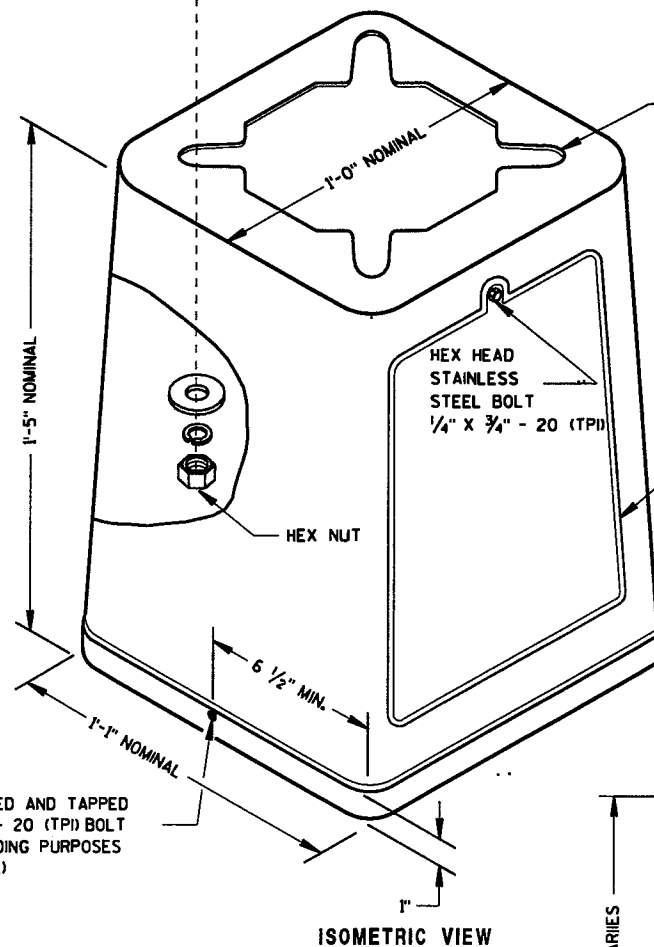 1'-0" NOMINAL
1'-5" NOMINAL
HEX HEAD
STAINLESS
STEEL BOLT
1/4" X 3/4" - 20 (TPI)
HEX NUT
6 1/2" MIN.
1'-1" NOMINAL
ED AND TAPPED
- 20 (TPI) BOLT
DING PURPOSES
)
1"
ISOMETRIC VIEW
ARIES